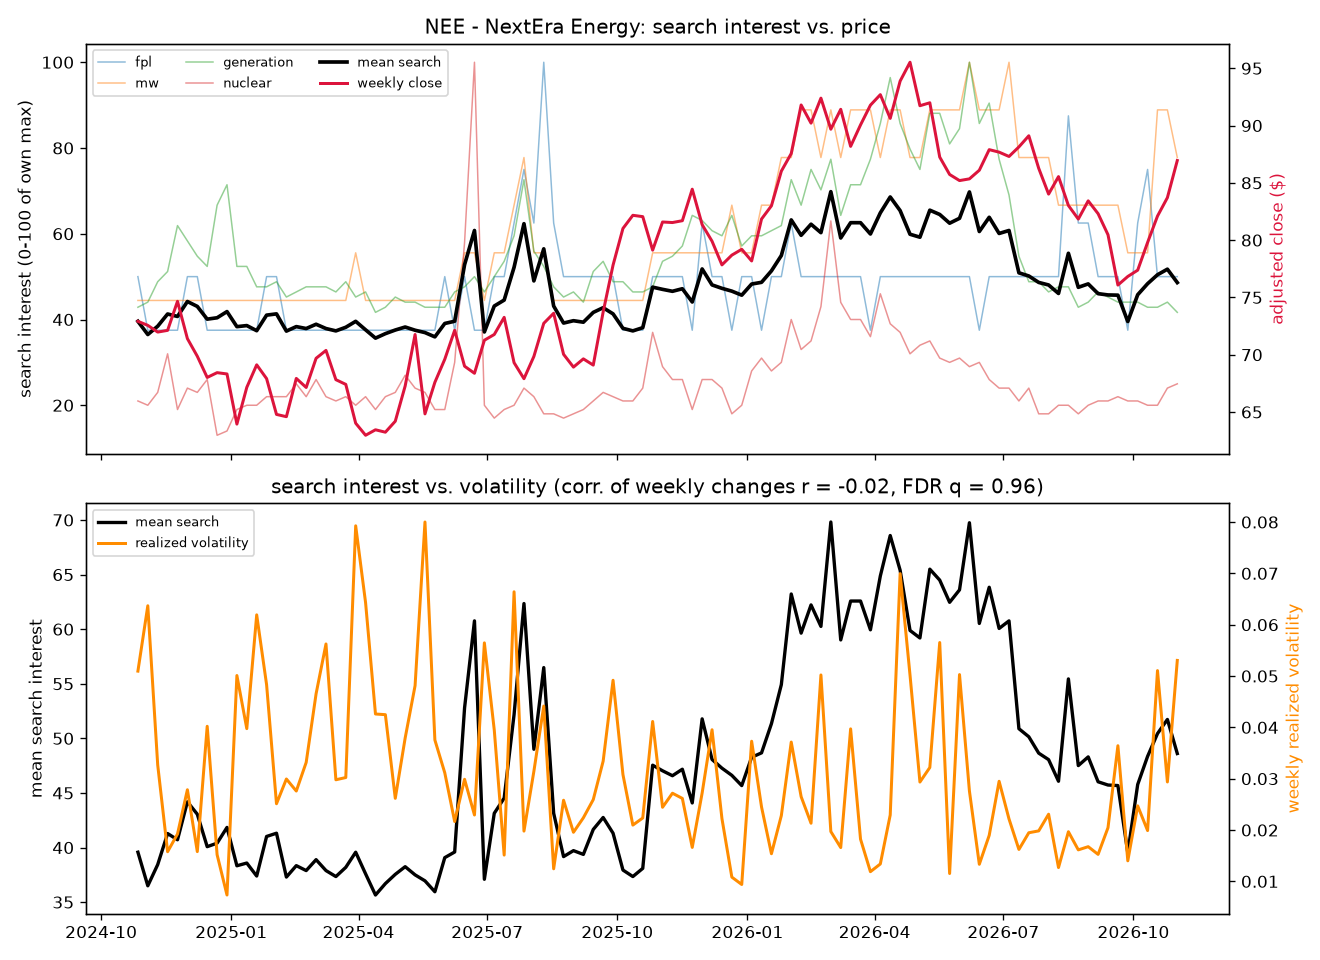 NEE - NextEra Energy: search interest vs. price
fpl
mw
generation
nuclear
mean search
weekly close
100
80
60
40
20
search interest (0-100 of own max)
95
90
85
80
75
70
65
adjusted close ($)
search interest vs. volatility (corr. of weekly changes r = -0.02, FDR q = 0.96)
mean search
realized volatility
70
65
60
55
50
45
40
35
mean search interest
0.08
0.07
0.06
0.05
0.04
0.03
0.02
0.01
weekly realized volatility
2024-10
2025-01
2025-04
2025-07
2025-10
2026-01
2026-04
2026-07
2026-10